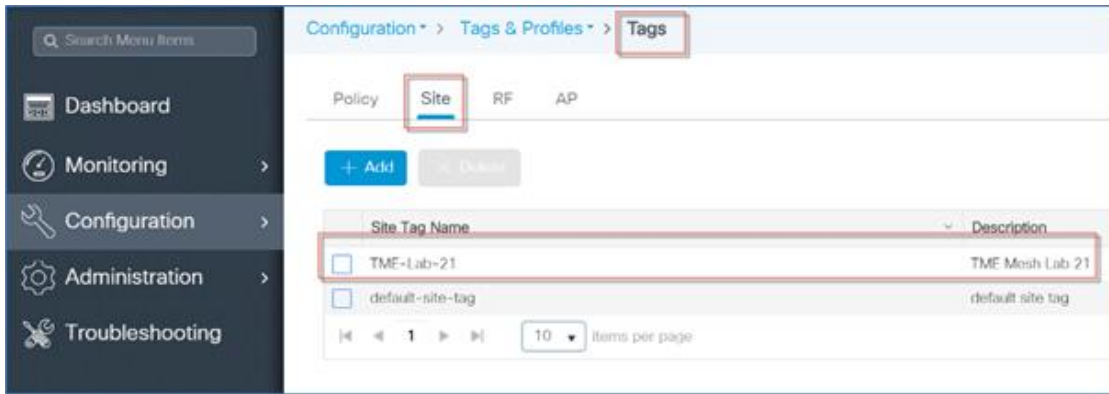 Search Menu Items
Dashboard
Monitoring
Configuration
Administration
Troubleshooting
Configuration > Tags & Profiles > Tags
Policy Site RF AP
+ Add × Delete
Site Tag Name Description
TME-Lab-21 TME Mesh Lab 21
default-site-tag default site tag
1 10 items per page